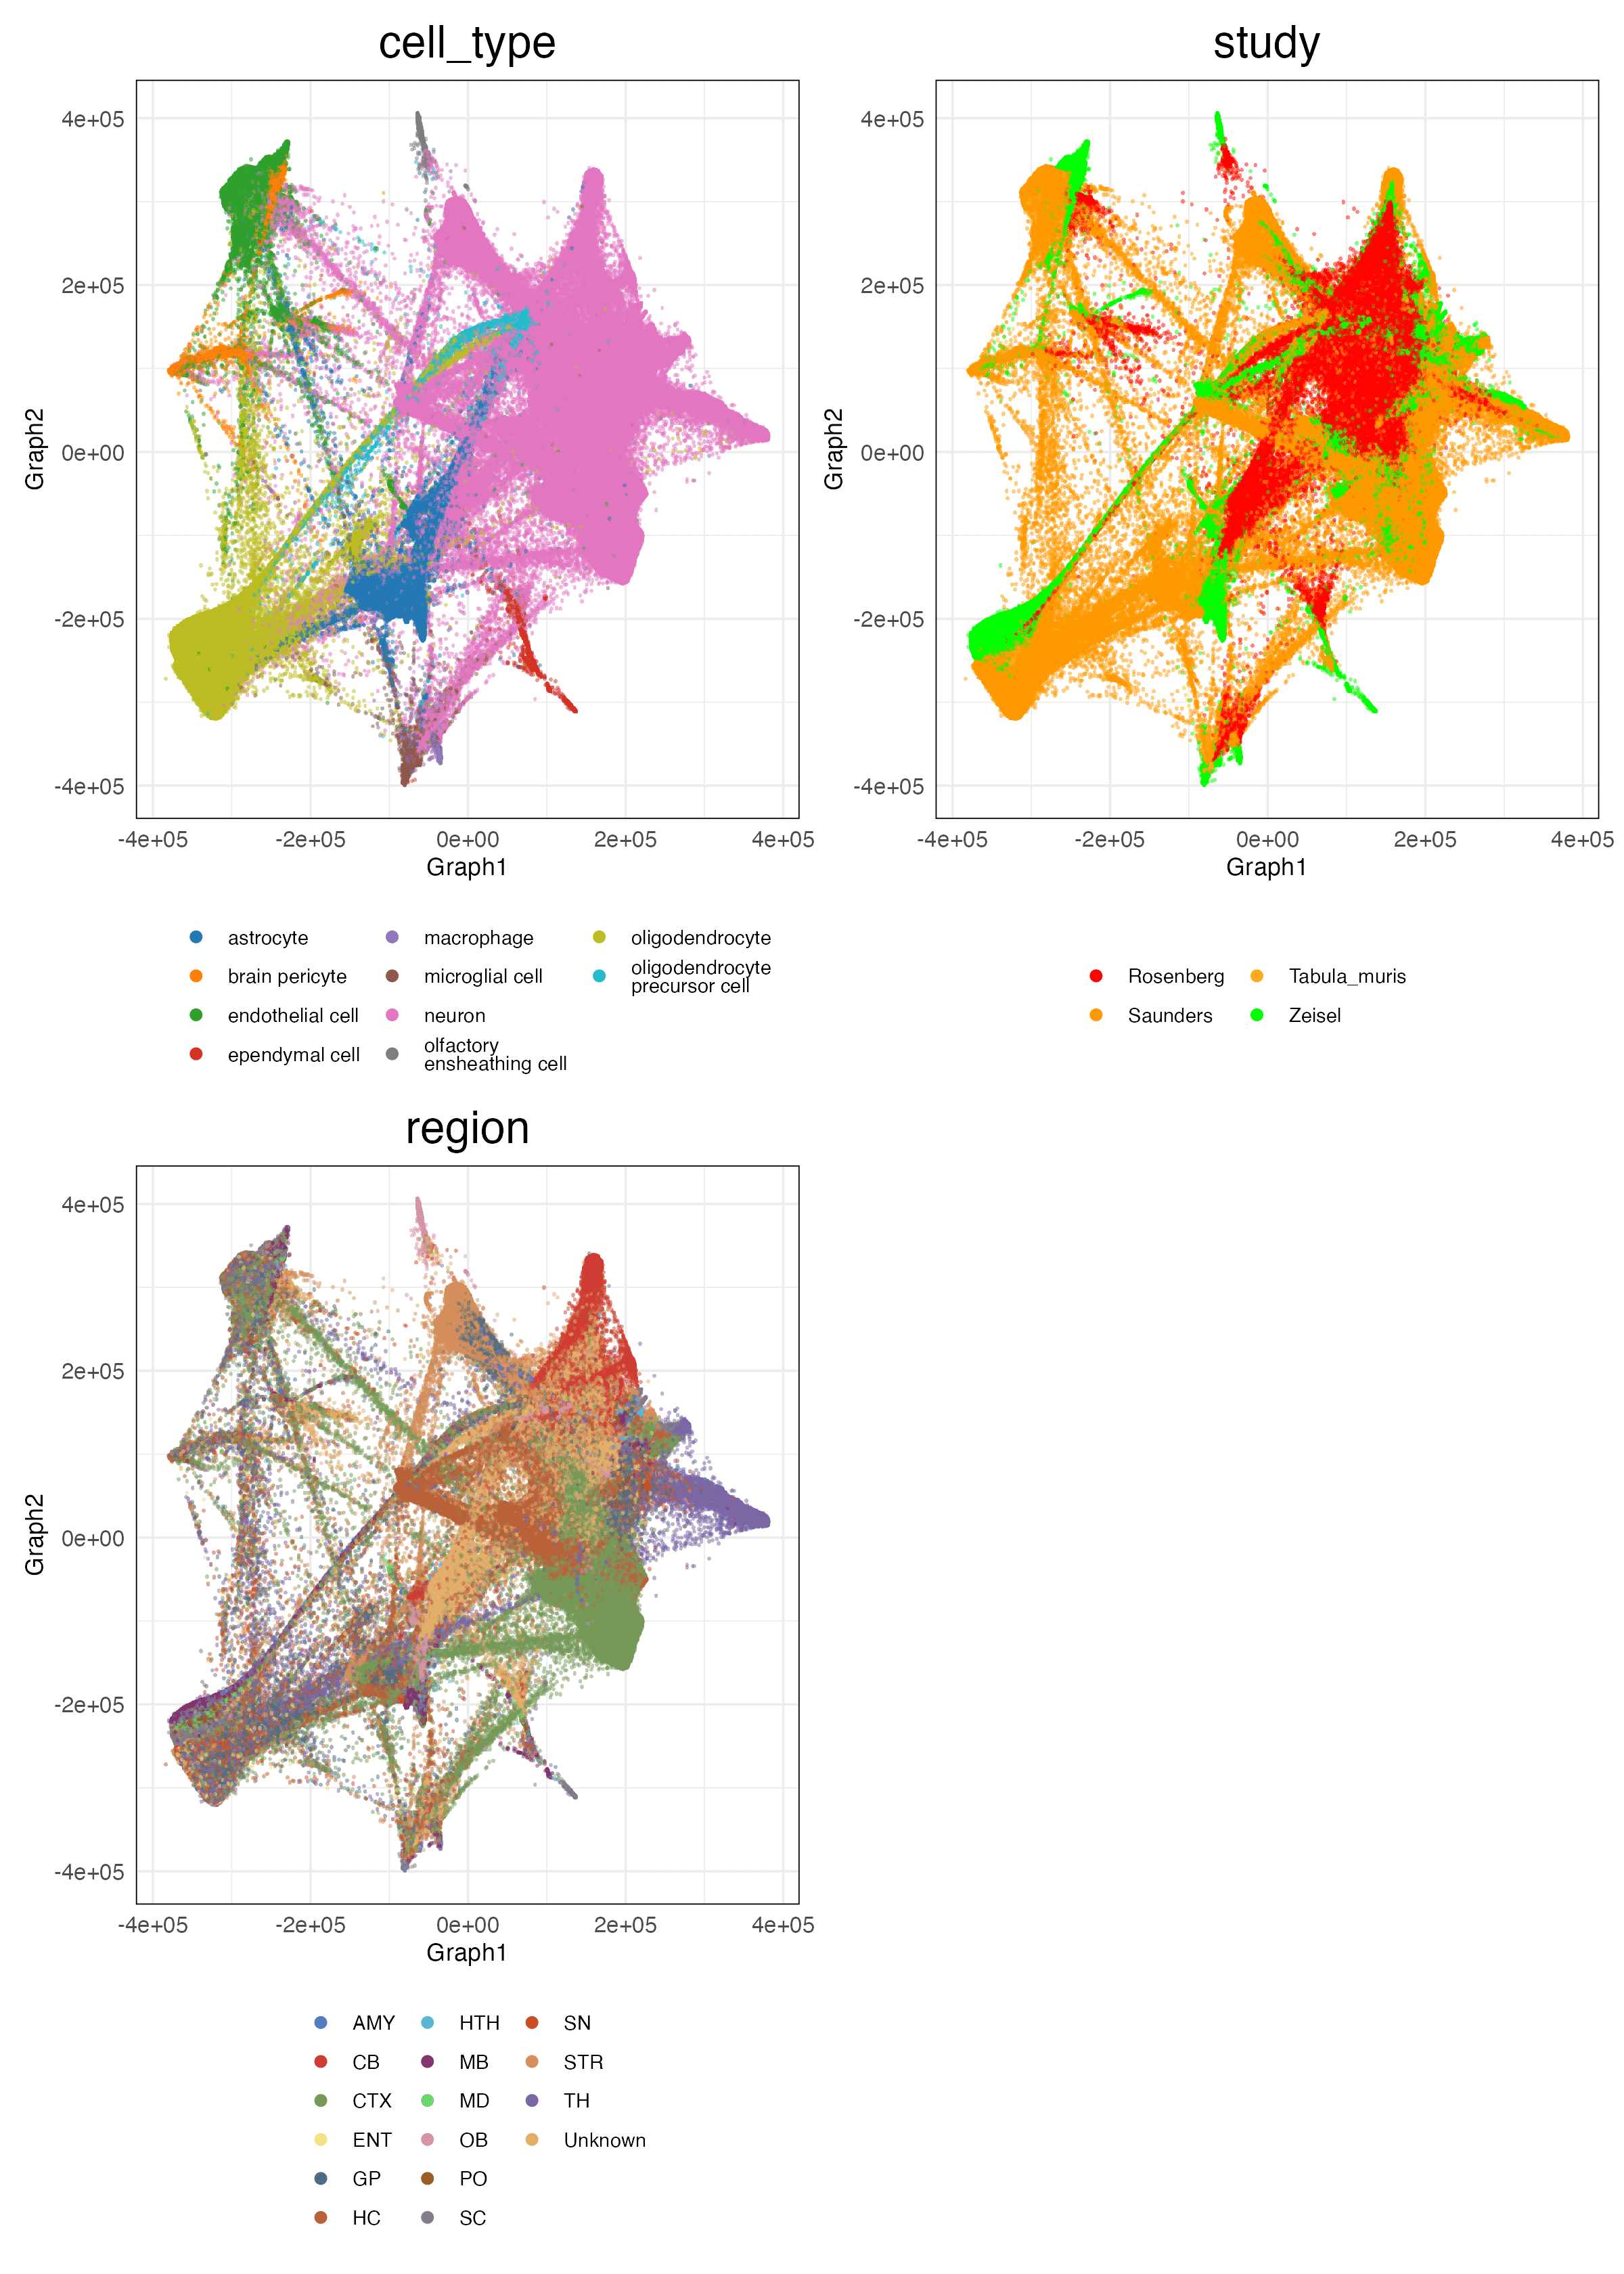 cell_type
study
4e+05
2e+05
0e+00
-2e+05
-4e+05
Graph2
-4e+05 -2e+05 0e+00 2e+05 4e+05
Graph1
4e+05
2e+05
0e+00
-2e+05
-4e+05
Graph2
-4e+05 -2e+05 0e+00 2e+05 4e+05
Graph1
astrocyte
brain pericyte
endothelial cell
ependymal cell
macrophage
microglial cell
neuron
olfactory
ensheathing cell
oligodendrocyte
oligodendrocyte
precursor cell
Rosenberg
Saunders
Tabula_muris
Zeisel
region
4e+05
2e+05
0e+00
-2e+05
-4e+05
Graph2
-4e+05 -2e+05 0e+00 2e+05 4e+05
Graph1
AMY
CB
CTX
ENT
GP
HC
HTH
MB
MD
OB
PO
SC
SN
STR
TH
Unknown